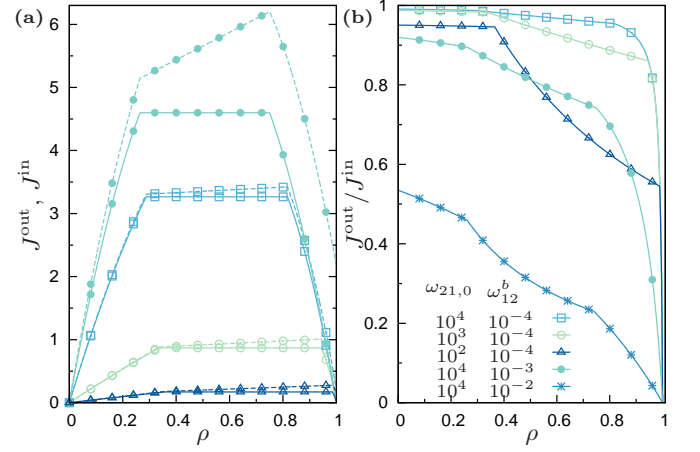 (a)
J^out, J^in
6
5
4
3
2
1
0
0 0.2 0.4 0.6 0.8 1
ρ
(b)
J^out/J^in
1
0.8
0.6
0.4
0.2
0
0 0.2 0.4 0.6 0.8 1
ρ
ω_21,0 ω^b_12
10^4 10^-4
10^3 10^-4
10^2 10^-4
10^4 10^-3
10^4 10^-2